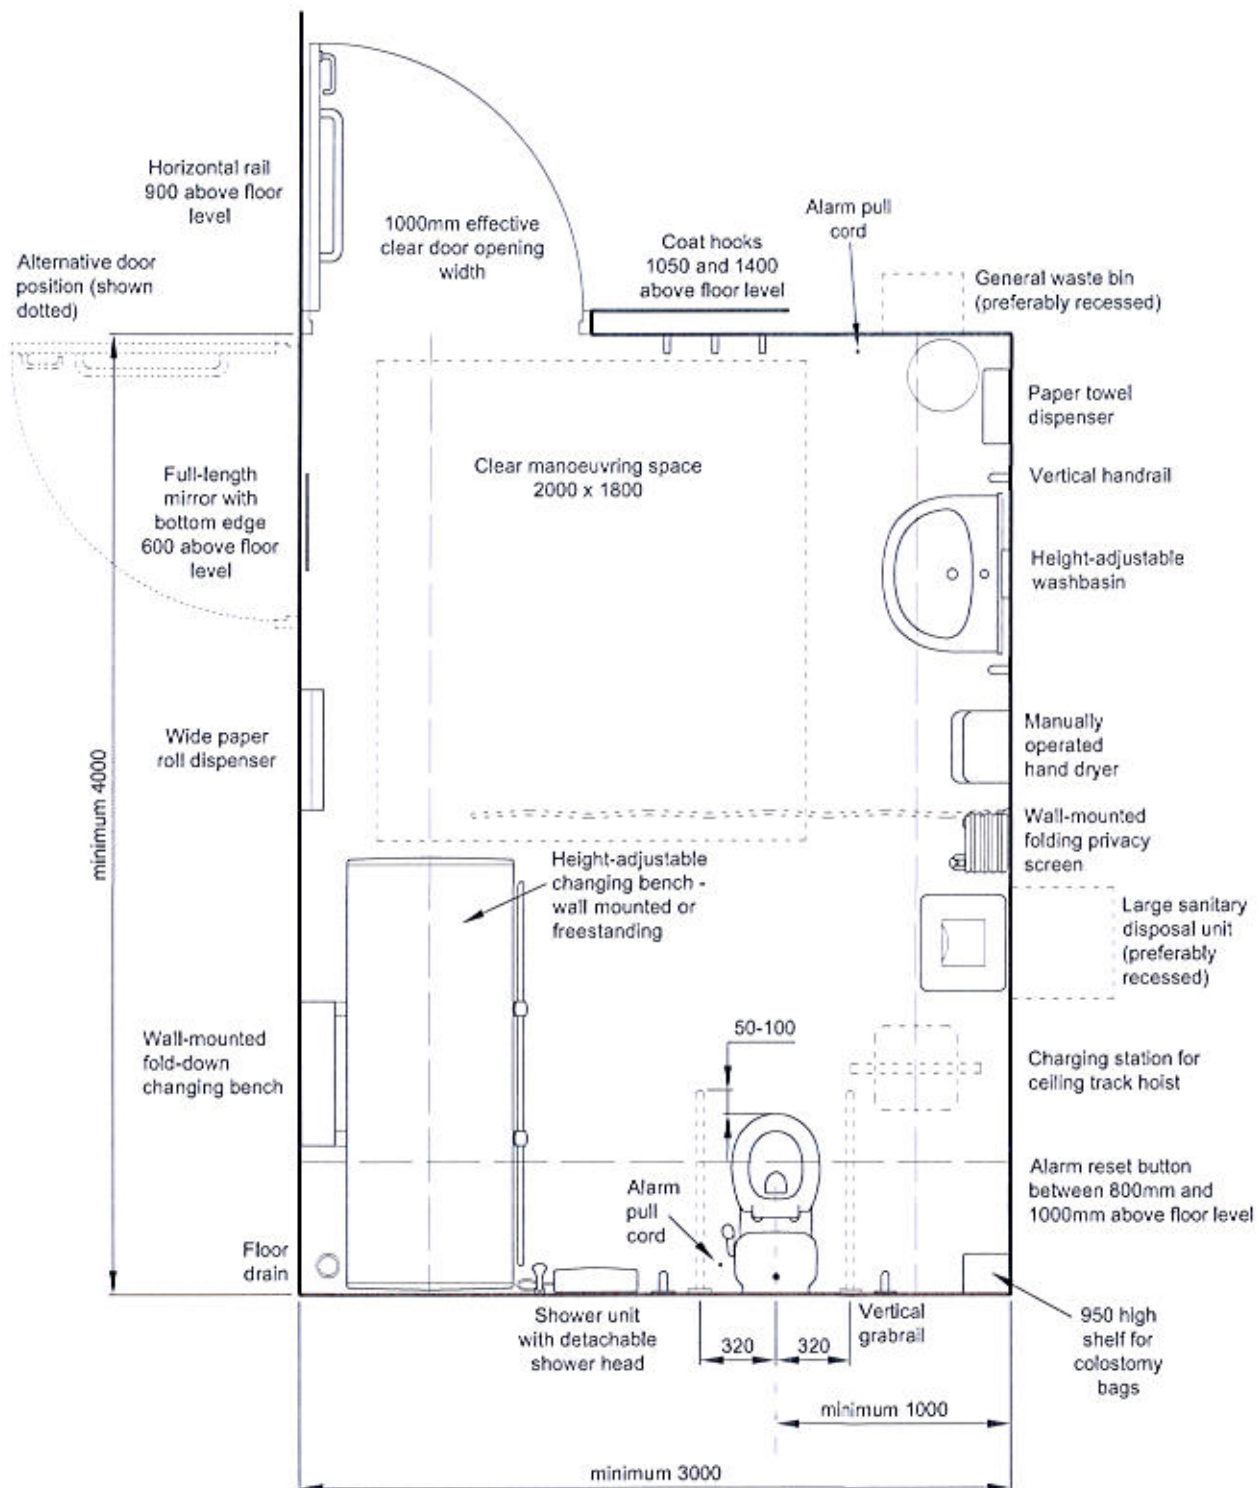 Horizontal rail
900 above floor
level
1000mm effective
clear door opening
width
Alarm pull
cord
Coat hooks
1050 and 1400
above floor level
General waste bin
(preferably recessed)
Alternative door
position (shown
dotted)
Paper towel
dispenser
Full-length
mirror with
bottom edge
600 above floor
level
Clear manoeuvring space
2000 x 1800
Vertical handrail
Height-adjustable
washbasin
Wide paper
roll dispenser
Manually
operated
hand dryer
minimum 4000
Wall-mounted
folding privacy
screen
Height-adjustable
changing bench -
wall mounted or
freestanding
Large sanitary
disposal unit
(preferably
recessed)
50-100
Wall-mounted
fold-down
changing bench
Charging station for
ceiling track hoist
Alarm
pull
cord
Alarm reset button
between 800mm and
1000mm above floor level
Floor
drain
Shower unit
with detachable
shower head
320
320
Vertical
grabrail
950 high
shelf for
colostomy
bags
minimum 1000
minimum 3000